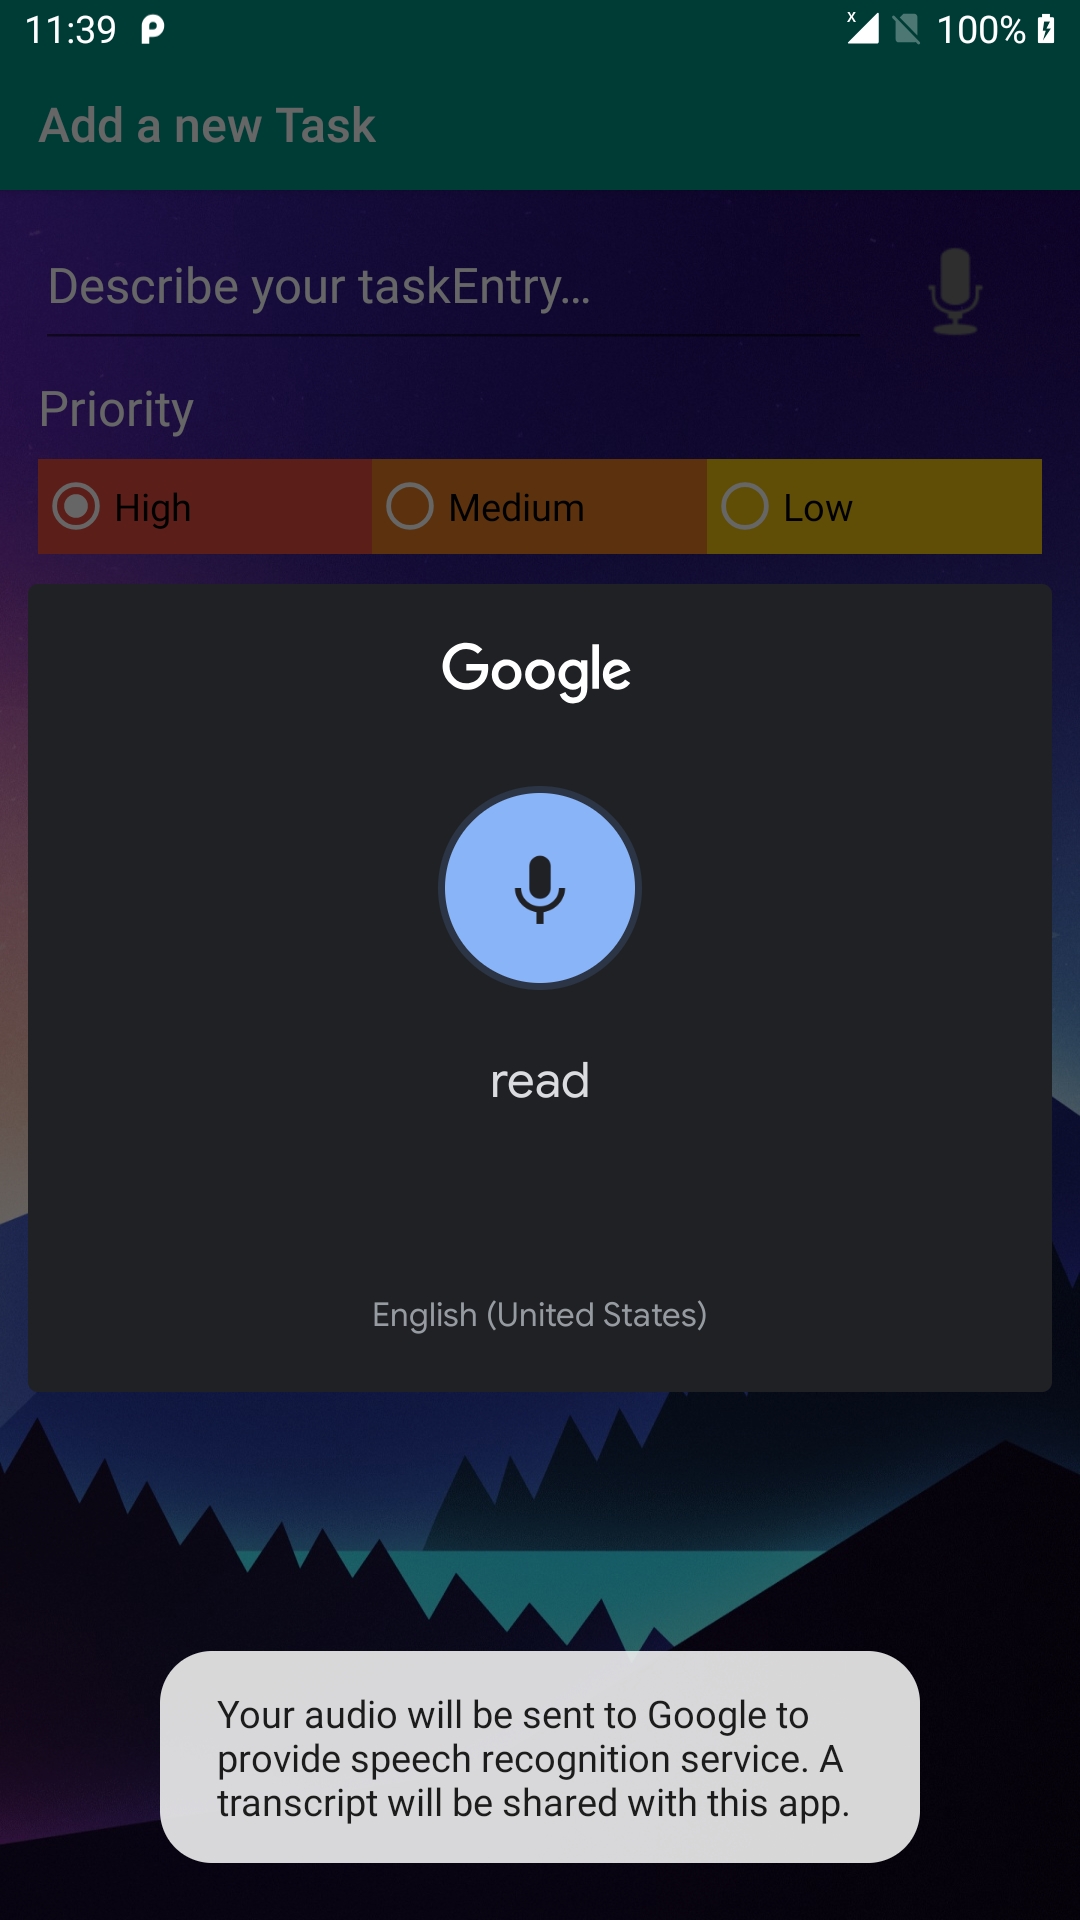 11:39
x 100%
Add a new Task
Describe your taskEntry...
Priority
High Medium Low
Google
read
English (United States)
Your audio will be sent to Google to
provide speech recognition service. A
transcript will be shared with this app.